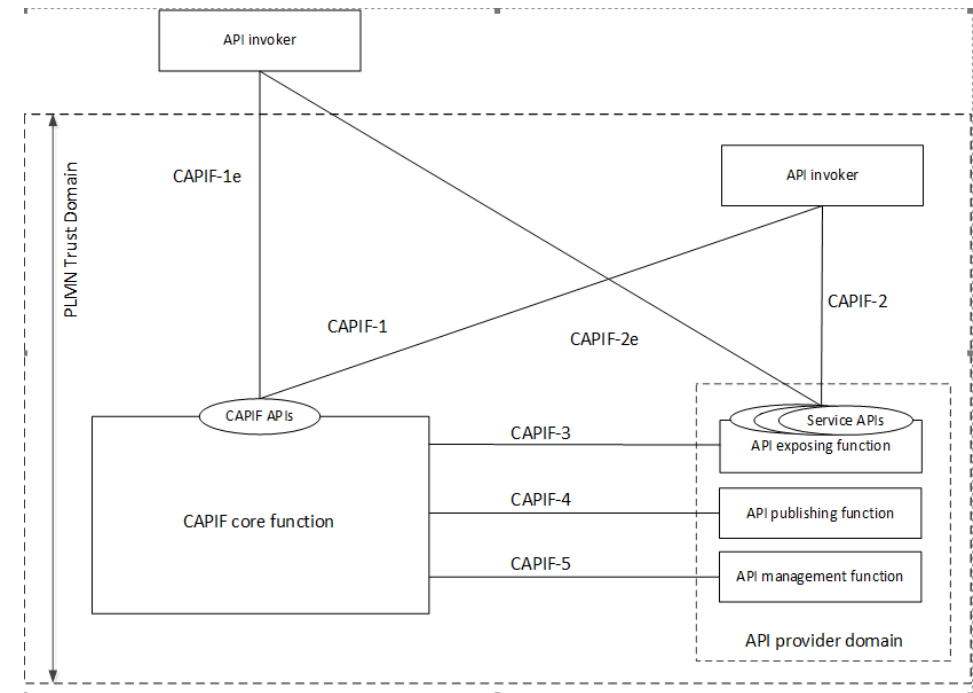 API invoker
API invoker
CAPIF-1e
PLMN Trust Domain
CAPIF-2
CAPIF-1
CAPIF-2e
CAPIF APIs
Service APIs
CAPIF-3
API exposing function
CAPIF-4
API publishing function
CAPIF core function
CAPIF-5
API management function
API provider domain